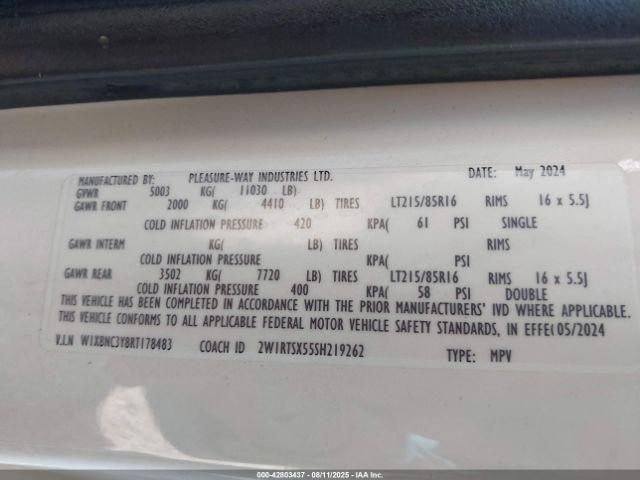 MANUFACTURED BY: PLEASURE-WAY INDUSTRIES LTD. DATE: May 2024
GVWR 5003 KG( 11030 LB)
GAWR FRONT 2000 KG( 4410 LB) TIRES LT215/85R16 RIMS 16 x 5.5J
COLD INFLATION PRESSURE 420 KPA( 61 PSI SINGLE
GAWR INTERM KG( LB) TIRES RIMS
COLD INFLATION PRESSURE KPA( PSI
GAWR REAR 3502 KG( 7720 LB) TIRES LT215/85R16 RIMS 16 x 5.5J
COLD INFLATION PRESSURE 400 KPA( 58 PSI DOUBLE
THIS VEHICLE HAS BEEN COMPLETED IN ACCORDANCE WITH THE PRIOR MANUFACTURERS' IVD WHERE APPLICABLE.
THIS VEHICLE CONFORMS TO ALL APPLICABLE FEDERAL MOTOR VEHICLE SAFETY STANDARDS, IN EFFE( 05/2024
V.I.N W1X8NC3Y8RT178483 COACH ID 2W1RTSX55SH219262 TYPE: MPV
000-42803437 - 08/11/2025 - IAAI Inc.